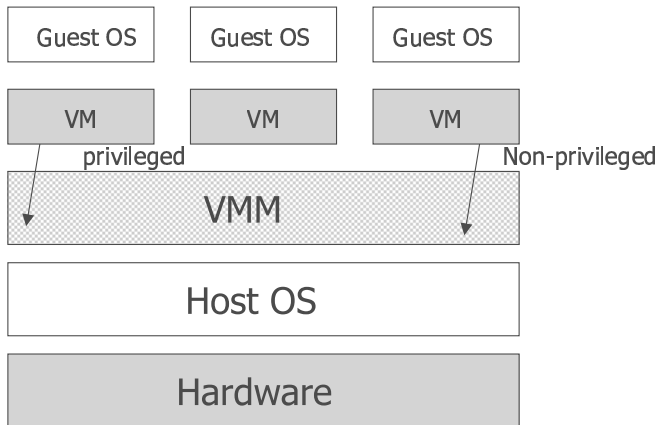 Guest OS
Guest OS
Guest OS
VM
VM
VM
privileged
Non-privileged
VMM
Host OS
Hardware